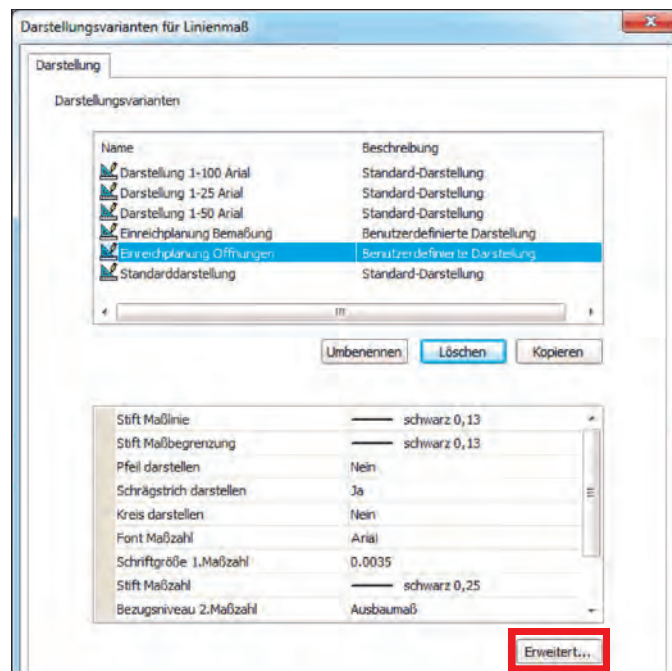 Darstellungsvarianten für Linienmaß
Darstellung
Darstellungsvarianten
Name Beschreibung
Darstellung 1-100 Arial Standard-Darstellung
Darstellung 1-25 Arial Standard-Darstellung
Darstellung 1-50 Arial Standard-Darstellung
Einreichplanung Bemaßung Benutzerdefinierte Darstellung
Einreichplanung Öffnungen Benutzerdefinierte Darstellung
Standarddarstellung Standard-Darstellung
Umbenennen Löschen Kopieren
Stift Maßlinie schwarz 0,13
Stift Maßbegrenzung schwarz 0,13
Pfeil darstellen Nein
Schrägstrich darstellen Ja
Kreis darstellen Nein
Font Maßzahl Arial
Schriftgröße 1.Maßzahl 0.0035
Stift Maßzahl schwarz 0,25
Bezugsniveau 2.Maßzahl Ausbaumaß
Erweitert...